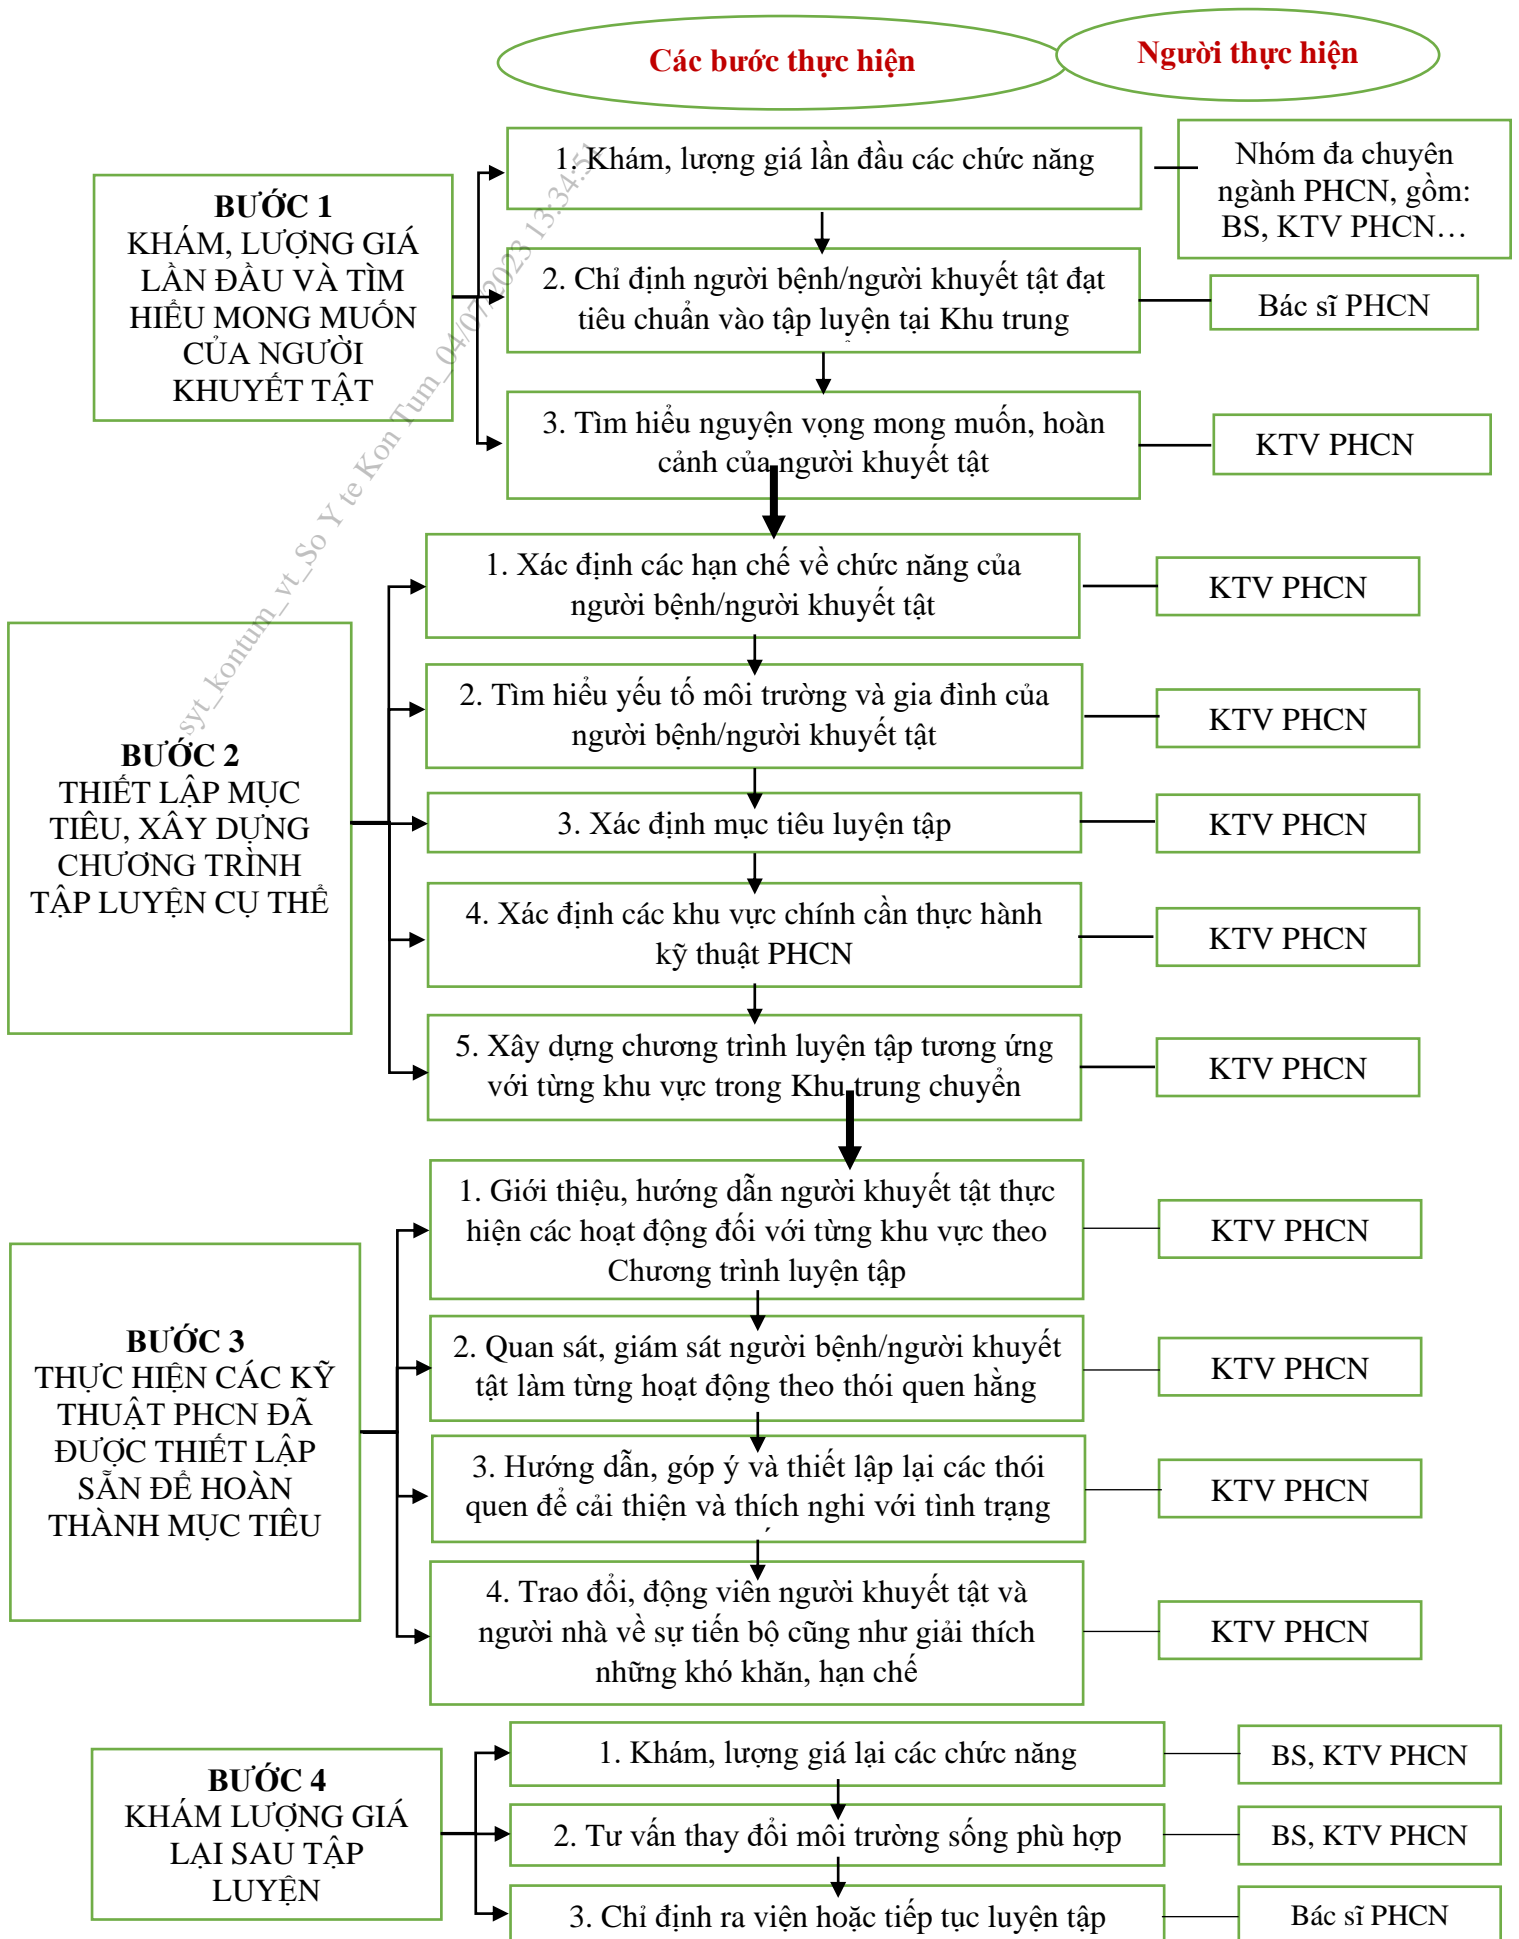 Các bước thực hiện
Người thực hiện
BƯỚC 1
KHÁM, LƯỢNG GIÁ
LẦN ĐẦU VÀ TÌM
HIỂU MONG MUỐN
CỦA NGƯỜI
KHUYẾT TẬT
1. Khám, lượng giá lần đầu các chức năng
Nhóm đa chuyên
ngành PHCN, gồm:
BS, KTV PHCN…
2. Chỉ định người bệnh/người khuyết tật đạt
tiêu chuẩn vào tập luyện tại Khu trung
Bác sĩ PHCN
3. Tìm hiểu nguyện vọng mong muốn, hoàn
cảnh của người khuyết tật
KTV PHCN
syt_kontum_vt_So Y te Kon Tum_04/07/2023 13:34:51
BƯỚC 2
THIẾT LẬP MỤC
TIÊU, XÂY DỰNG
CHƯƠNG TRÌNH
TẬP LUYỆN CỤ THỂ
1. Xác định các hạn chế về chức năng của
người bệnh/người khuyết tật
KTV PHCN
2. Tìm hiểu yếu tố môi trường và gia đình của
người bệnh/người khuyết tật
KTV PHCN
3. Xác định mục tiêu luyện tập
KTV PHCN
4. Xác định các khu vực chính cần thực hành
kỹ thuật PHCN
KTV PHCN
5. Xây dựng chương trình luyện tập tương ứng
với từng khu vực trong Khu trung chuyển
KTV PHCN
BƯỚC 3
THỰC HIỆN CÁC KỸ
THUẬT PHCN ĐÃ
ĐƯỢC THIẾT LẬP
SẴN ĐỂ HOÀN
THÀNH MỤC TIÊU
1. Giới thiệu, hướng dẫn người khuyết tật thực
hiện các hoạt động đối với từng khu vực theo
Chương trình luyện tập
KTV PHCN
2. Quan sát, giám sát người bệnh/người khuyết
tật làm từng hoạt động theo thói quen hằng
KTV PHCN
3. Hướng dẫn, góp ý và thiết lập lại các thói
quen để cải thiện và thích nghi với tình trạng
KTV PHCN
4. Trao đổi, động viên người khuyết tật và
người nhà về sự tiến bộ cũng như giải thích
những khó khăn, hạn chế
KTV PHCN
BƯỚC 4
KHÁM LƯỢNG GIÁ
LẠI SAU TẬP
LUYỆN
1. Khám, lượng giá lại các chức năng
BS, KTV PHCN
2. Tư vấn thay đổi môi trường sống phù hợp
BS, KTV PHCN
3. Chỉ định ra viện hoặc tiếp tục luyện tập
Bác sĩ PHCN